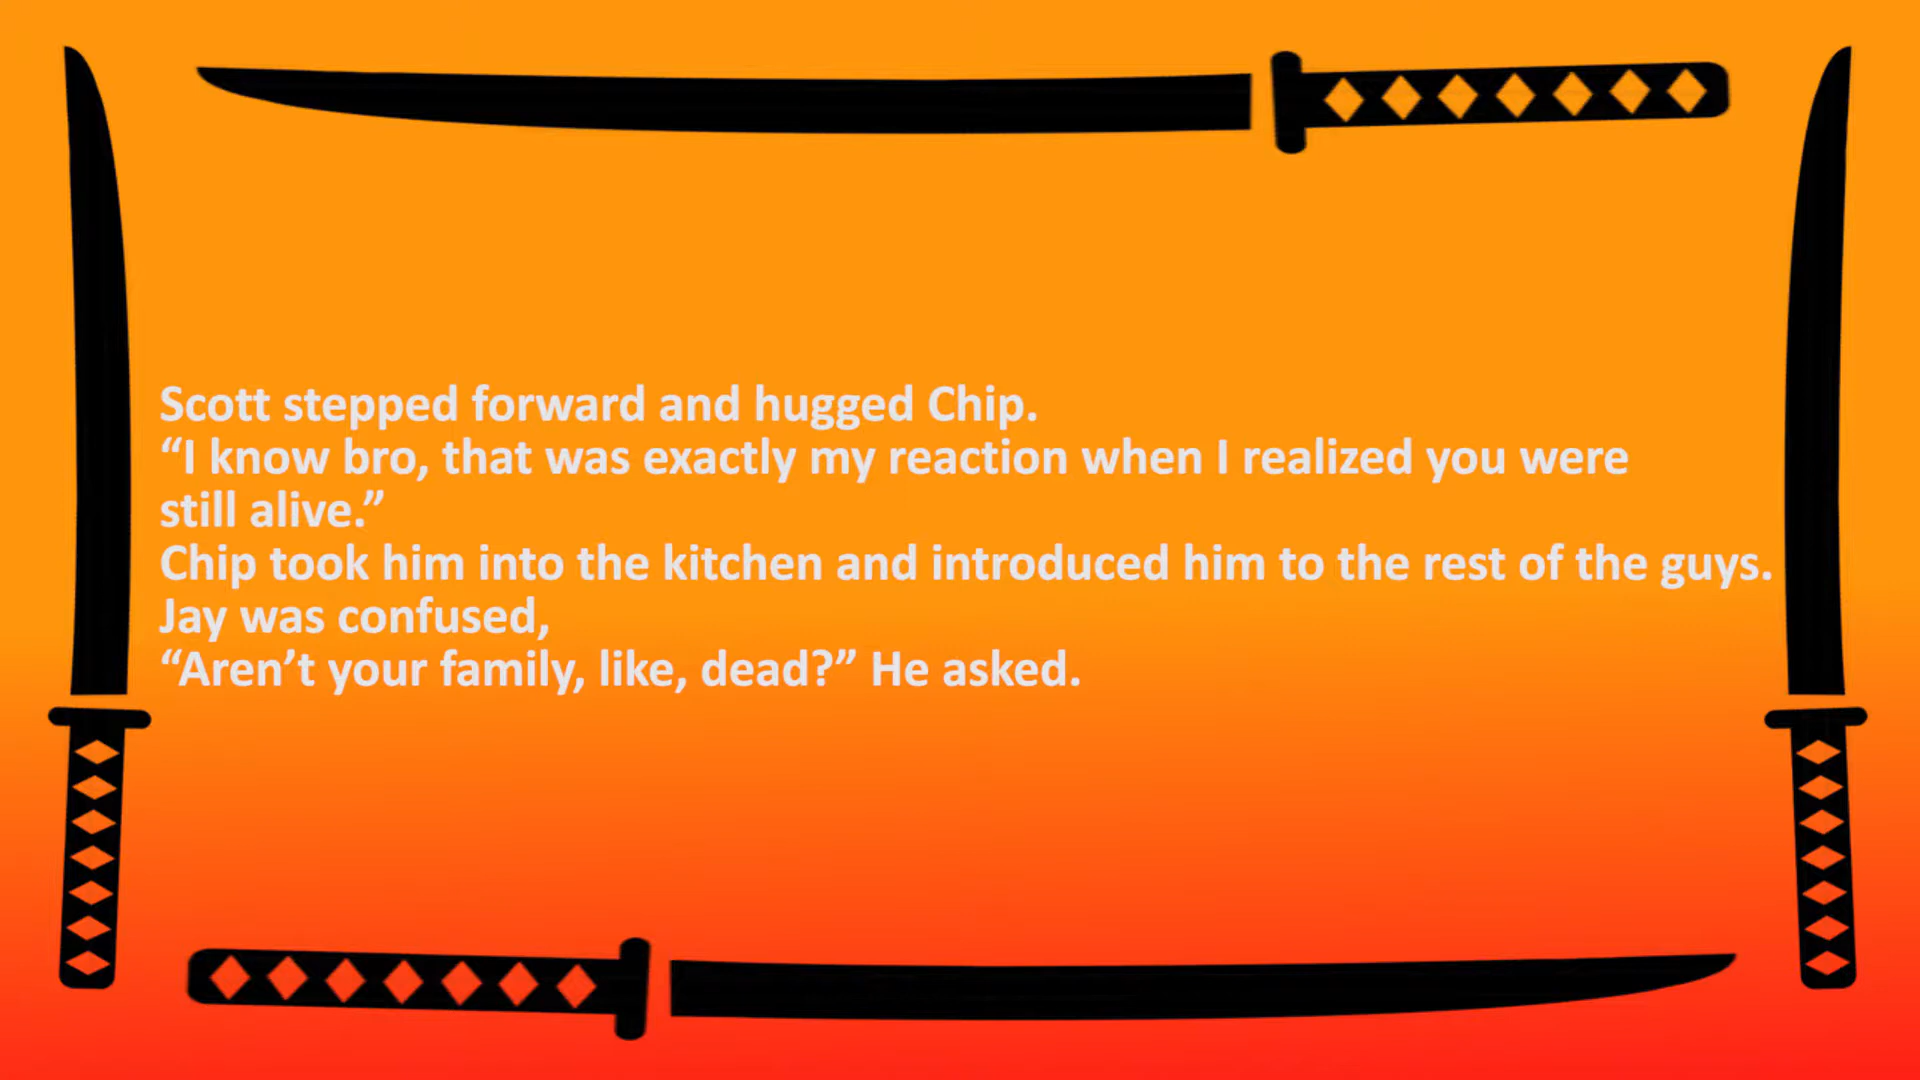 Scott stepped forward and hugged Chip.
“I know bro, that was exactly my reaction when I realized you were
still alive.”
Chip took him into the kitchen and introduced him to the rest of the guys.
Jay was confused,
“Aren’t your family, like, dead?” He asked.